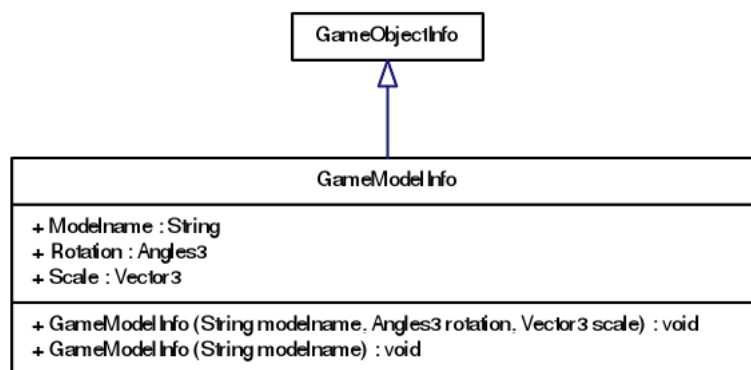 GameObjectInfo
GameModelInfo
+ Modelname : String
+ Rotation : Angles3
+ Scale : Vector3
+ GameModelInfo (String modelname, Angles3 rotation, Vector3 scale) : void
+ GameModelInfo (String modelname) : void